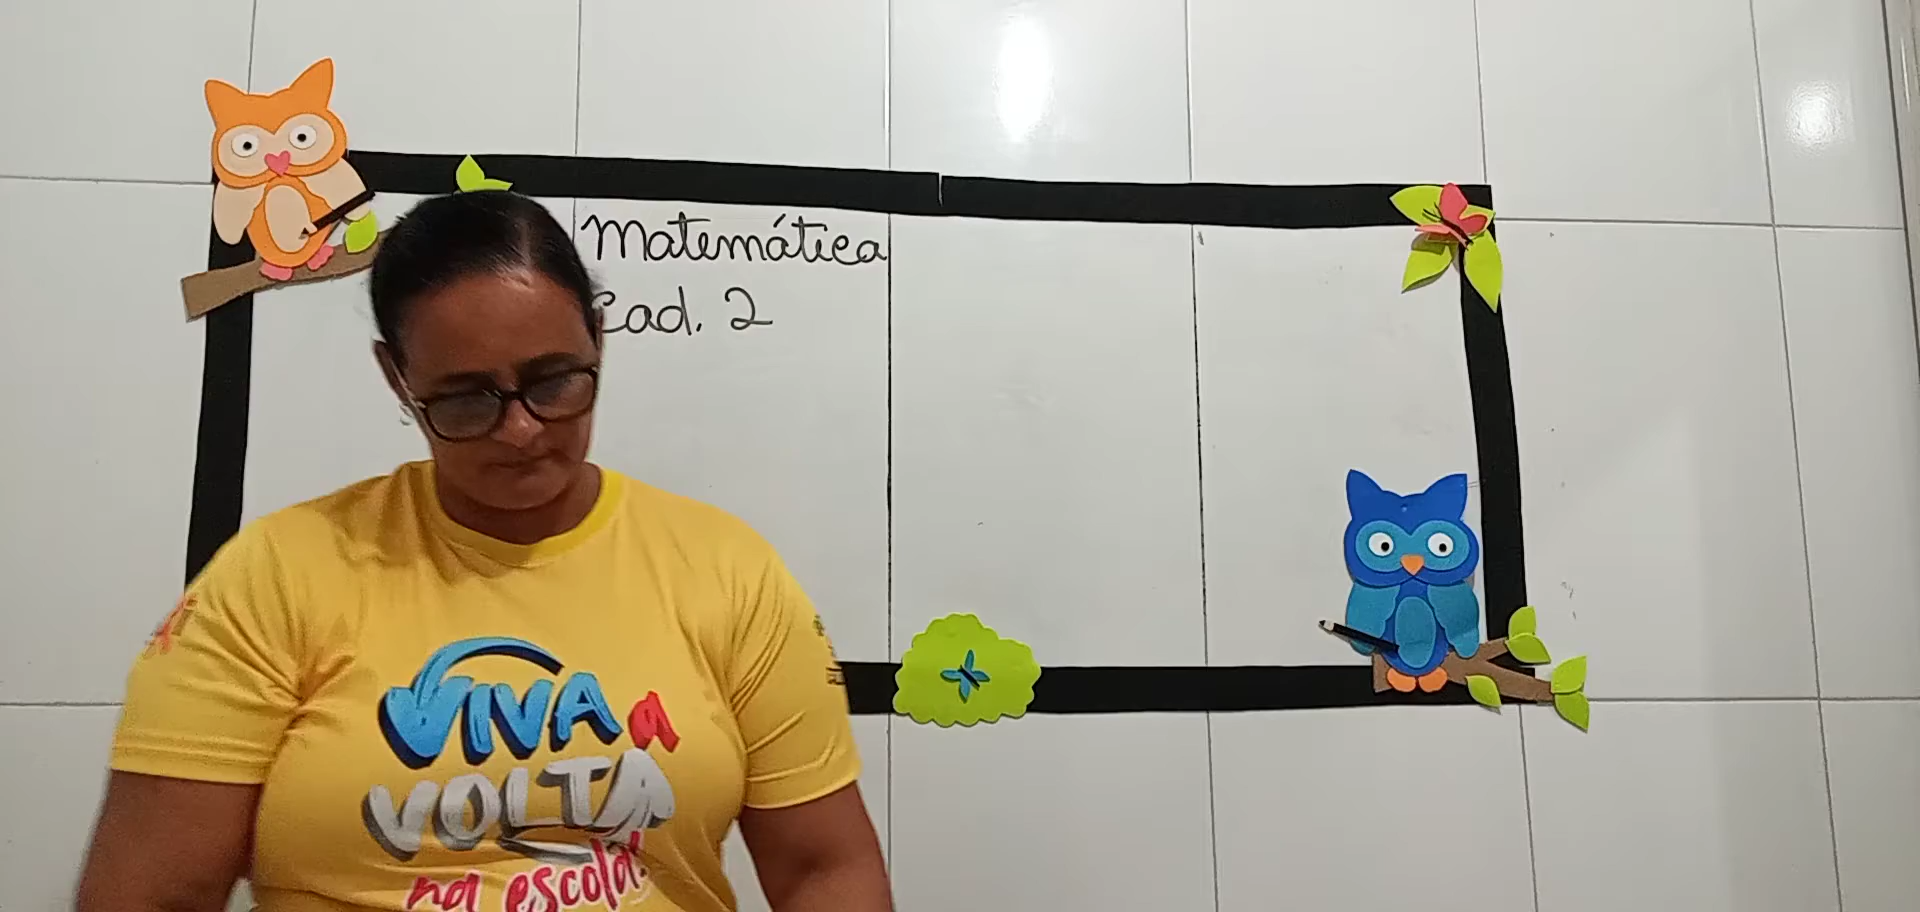 Matemática
Cad. 2
VIVA a
VOLTA
na escola!